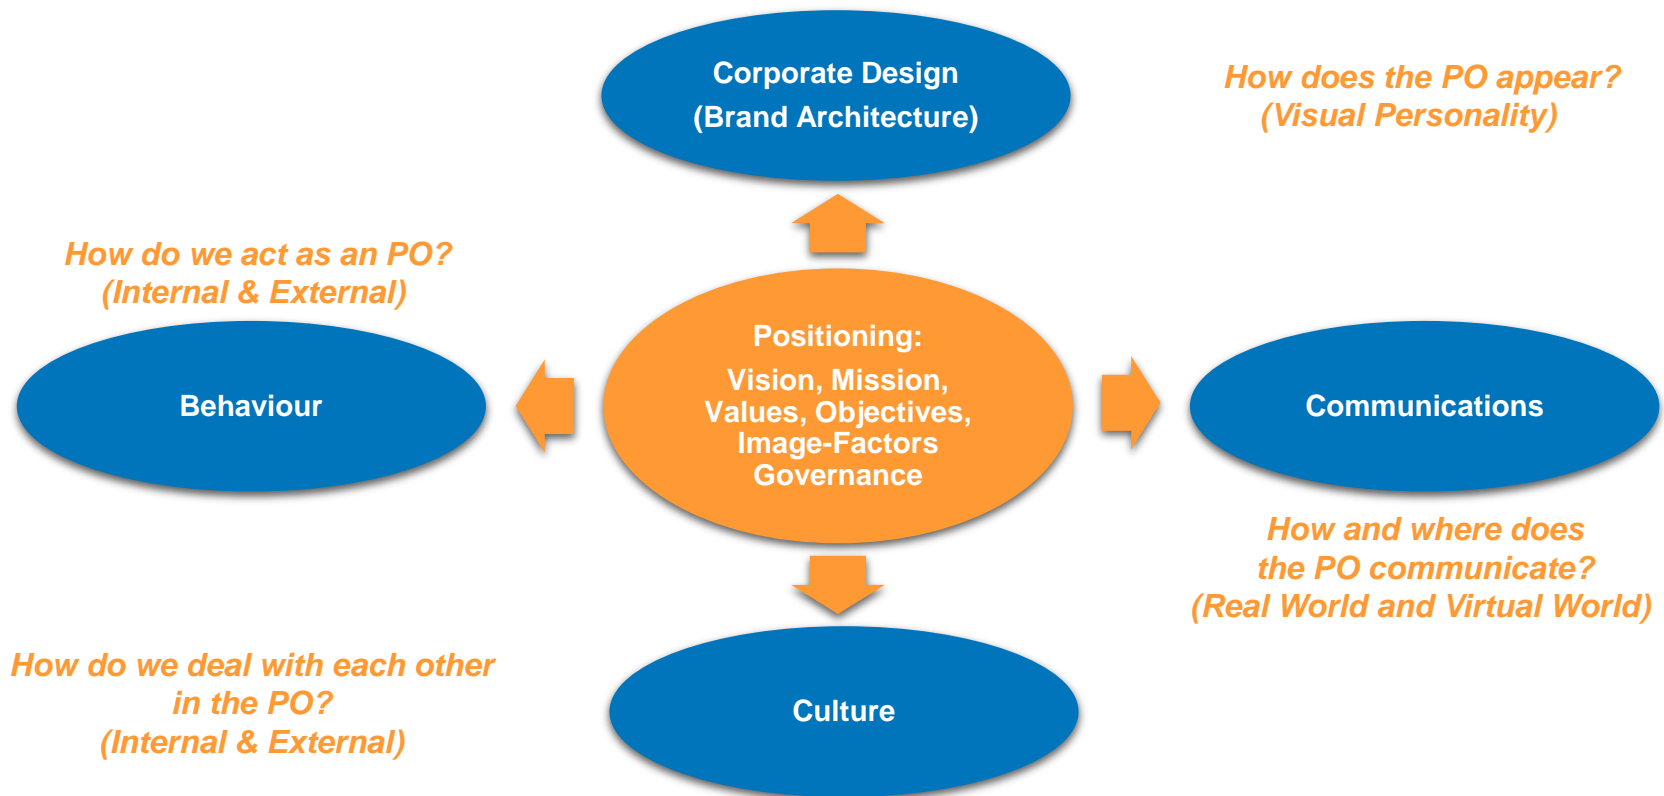 Corporate Design
(Brand Architecture)
How does the PO appear?
(Visual Personality)
How do we act as an PO?
(Internal & External)
Behaviour
Positioning:
Vision, Mission,
Values, Objectives,
Image-Factors
Governance
Communications
How and where does
the PO communicate?
(Real World and Virtual World)
How do we deal with each other
in the PO?
(Internal & External)
Culture